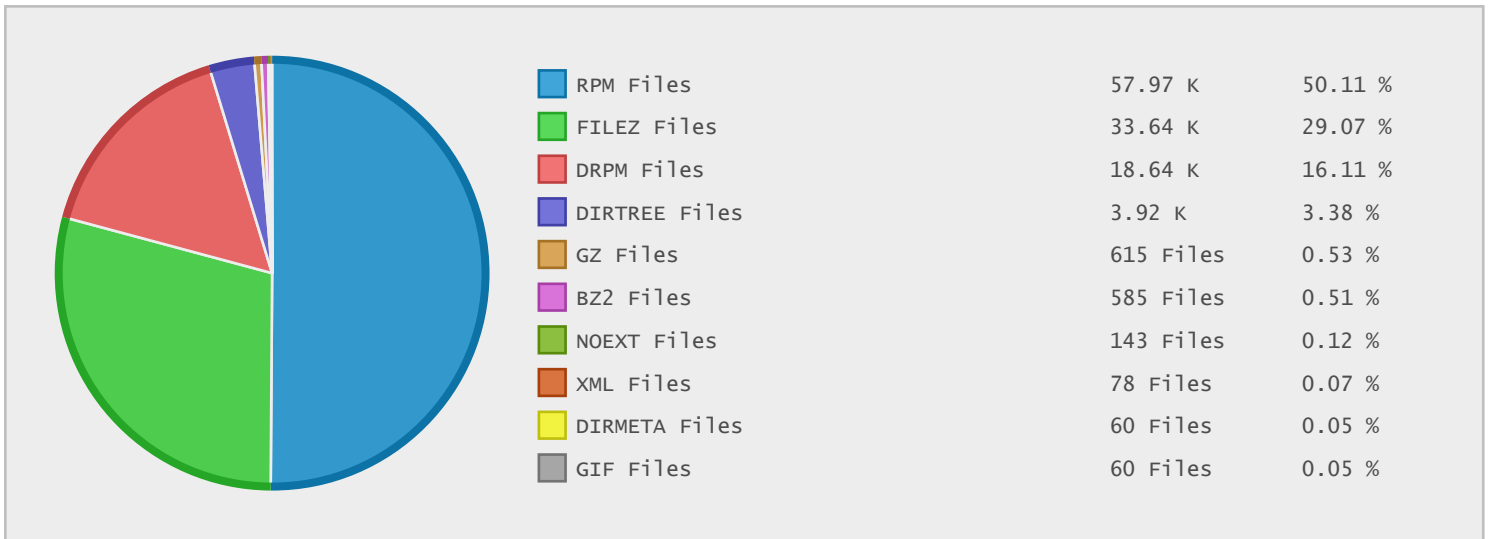 RPM Files 57.97 K 50.11 %
FILEZ Files 33.64 K 29.07 %
DRPM Files 18.64 K 16.11 %
DIRTREE Files 3.92 K 3.38 %
GZ Files 615 Files 0.53 %
BZ2 Files 585 Files 0.51 %
NOEXT Files 143 Files 0.12 %
XML Files 78 Files 0.07 %
DIRMETA Files 60 Files 0.05 %
GIF Files 60 Files 0.05 %